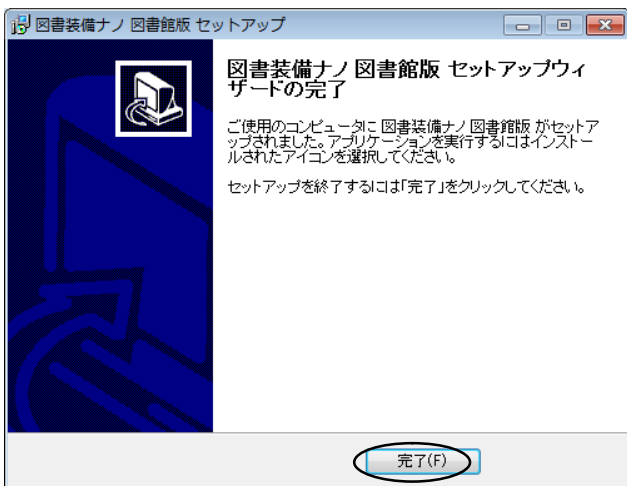 図書装備ナノ 図書館版 セットアップ
図書装備ナノ 図書館版 セットアップウィ
ザードの完了
ご使用のコンピュータに 図書装備ナノ 図書館版 がセットア
ップされました。アプリケーションを実行するにはインストー
ルされたアイコンを選択してください。
セットアップを終了するには「完了」をクリックしてください。
完了(F)